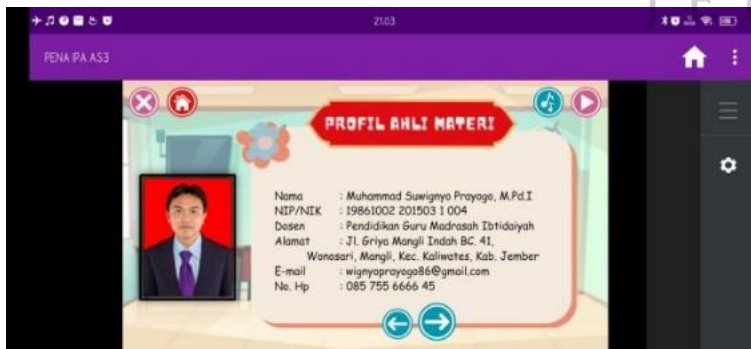 21.03
PENA IPA AS3
PROFIL AHLI MATERI
Nama : Muhammad Suwignyo Prayogo, M.Pd.I
NIP/NIK : 19861002 201503 1 004
Dosen : Pendidikan Guru Madrasah Ibtidaiyah
Alamat : Jl. Griya Mangli Indah BC. 41,
Wonosari, Mangli, Kec. Kaliwates, Kab. Jember
E-mail : wignyoprayogo86@gmail.com
No. Hp : 085 755 6666 45